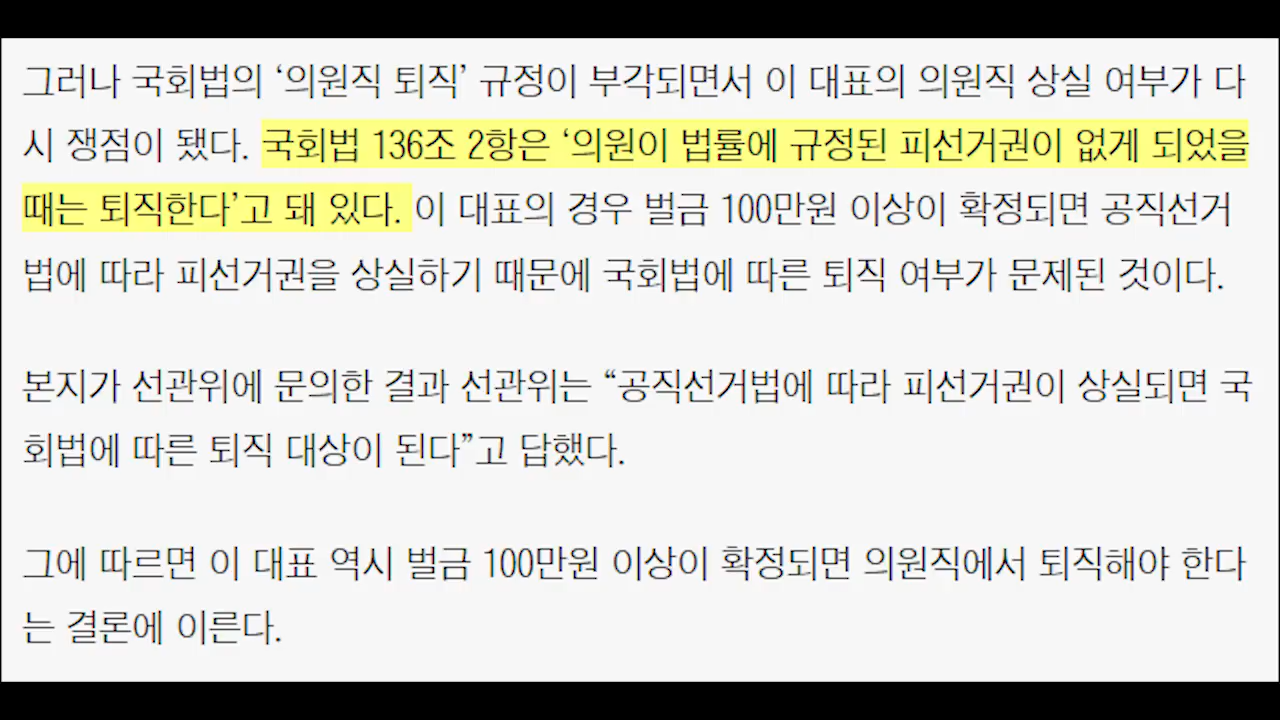 그러나 국회법의 ‘의원직 퇴직’ 규정이 부각되면서 이 대표의 의원직 상실 여부가 다
시 쟁점이 됐다. 국회법 136조 2항은 ‘의원이 법률에 규정된 피선거권이 없게 되었을
때는 퇴직한다’고 돼 있다. 이 대표의 경우 벌금 100만원 이상이 확정되면 공직선거
법에 따라 피선거권을 상실하기 때문에 국회법에 따른 퇴직 여부가 문제된 것이다.
본지가 선관위에 문의한 결과 선관위는 “공직선거법에 따라 피선거권이 상실되면 국
회법에 따른 퇴직 대상이 된다”고 답했다.
그에 따르면 이 대표 역시 벌금 100만원 이상이 확정되면 의원직에서 퇴직해야 한다
는 결론에 이른다.